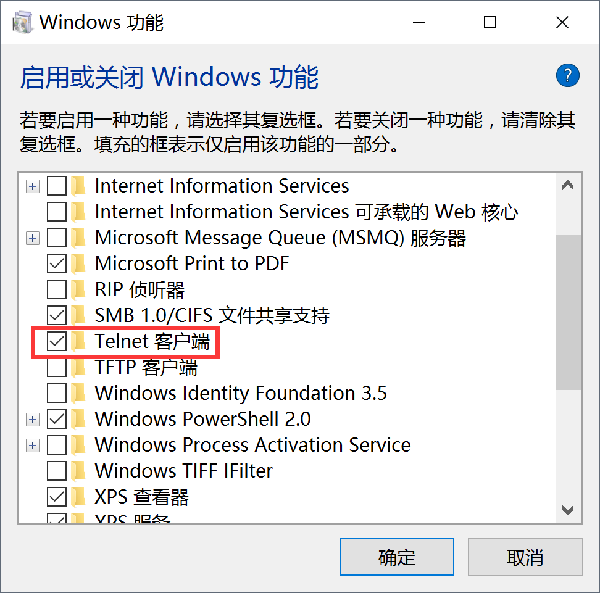 Windows 功能
启用或关闭 Windows 功能
?
若要启用一种功能，请选择其复选框。若要关闭一种功能，请清除其
复选框。填充的框表示仅启用该功能的一部分。
Internet Information Services
Internet Information Services 可承载的 Web 核心
Microsoft Message Queue (MSMQ) 服务器
Microsoft Print to PDF
RIP 侦听器
SMB 1.0/CIFS 文件共享支持
Telnet 客户端
TFTP 客户端
Windows Identity Foundation 3.5
Windows PowerShell 2.0
Windows Process Activation Service
Windows TIFF IFilter
XPS 查看器
XPS 服务
确定
取消